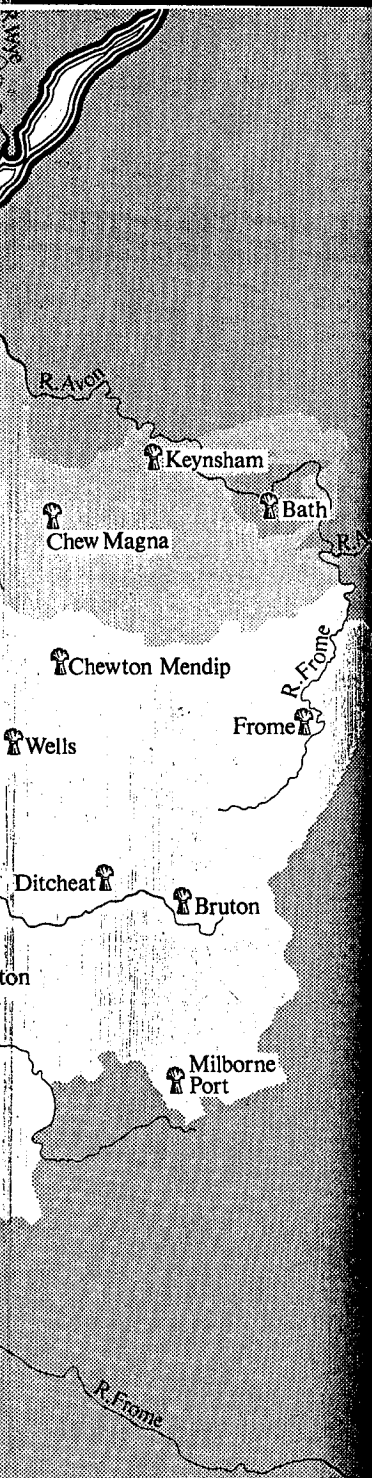 R.Wye
R.Avon
Keynsham
Bath
Chew Magna
R.A
Chewton Mendip
R.Frome
Frome
Wells
Ditcheat
Bruton
ton
Milborne
Port
R.Frome